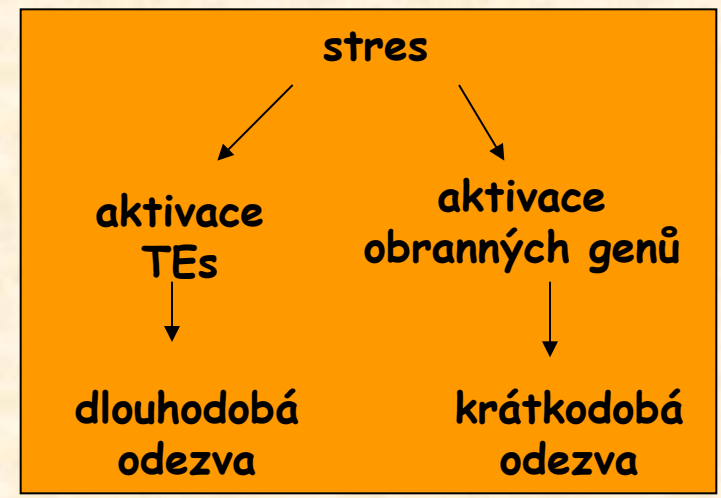 stres
aktivace
TEs
aktivace
obranných genů
dlouhodobá
odezva
krátkodobá
odezva